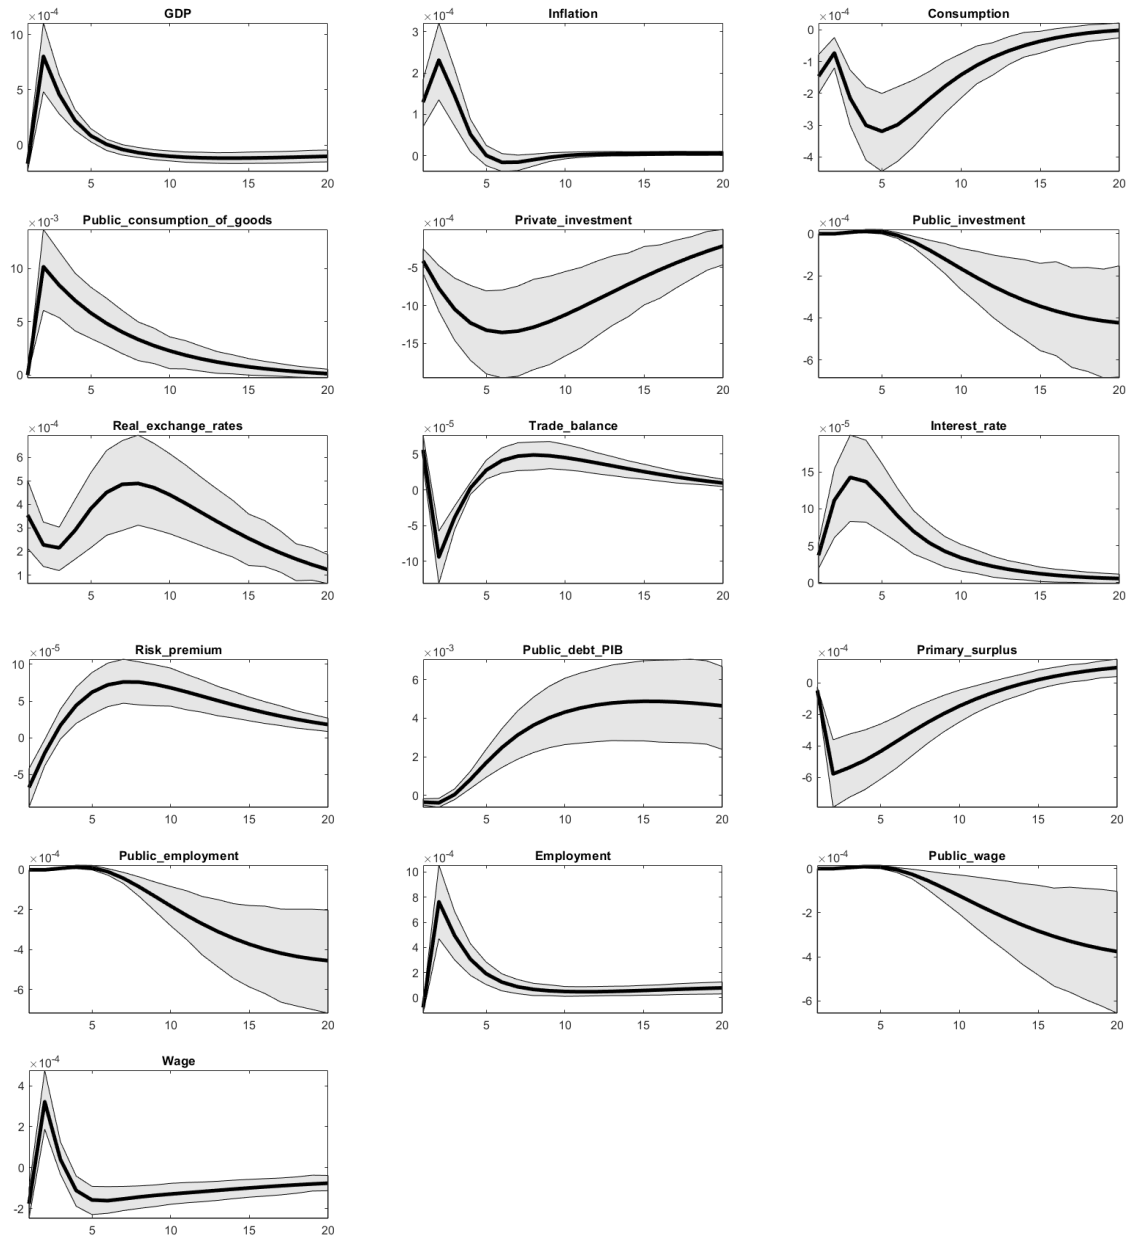 GDP
×10-4
10
5
0
5 10 15 20
Inflation
×10-4
3
2
1
0
5 10 15 20
Consumption
×10-4
0
-1
-2
-3
-4
5 10 15 20
Public_consumption_of_goods
×10-3
10
5
0
5 10 15 20
Private_investment
×10-4
-5
-10
-15
5 10 15 20
Public_investment
×10-4
0
-2
-4
-6
5 10 15 20
Real_exchange_rates
×10-4
6
5
4
3
2
1
5 10 15 20
Trade_balance
×10-5
5
0
-5
-10
5 10 15 20
Interest_rate
×10-5
15
10
5
0
5 10 15 20
Risk_premium
×10-5
10
5
0
-5
5 10 15 20
Public_debt_PIB
×10-3
6
4
2
0
5 10 15 20
Primary_surplus
×10-4
0
-2
-4
-6
5 10 15 20
Public_employment
×10-4
0
-2
-4
-6
5 10 15 20
Employment
×10-4
10
8
6
4
2
0
5 10 15 20
Public_wage
×10-4
0
-2
-4
-6
5 10 15 20
Wage
×10-4
4
2
0
-2
5 10 15 20